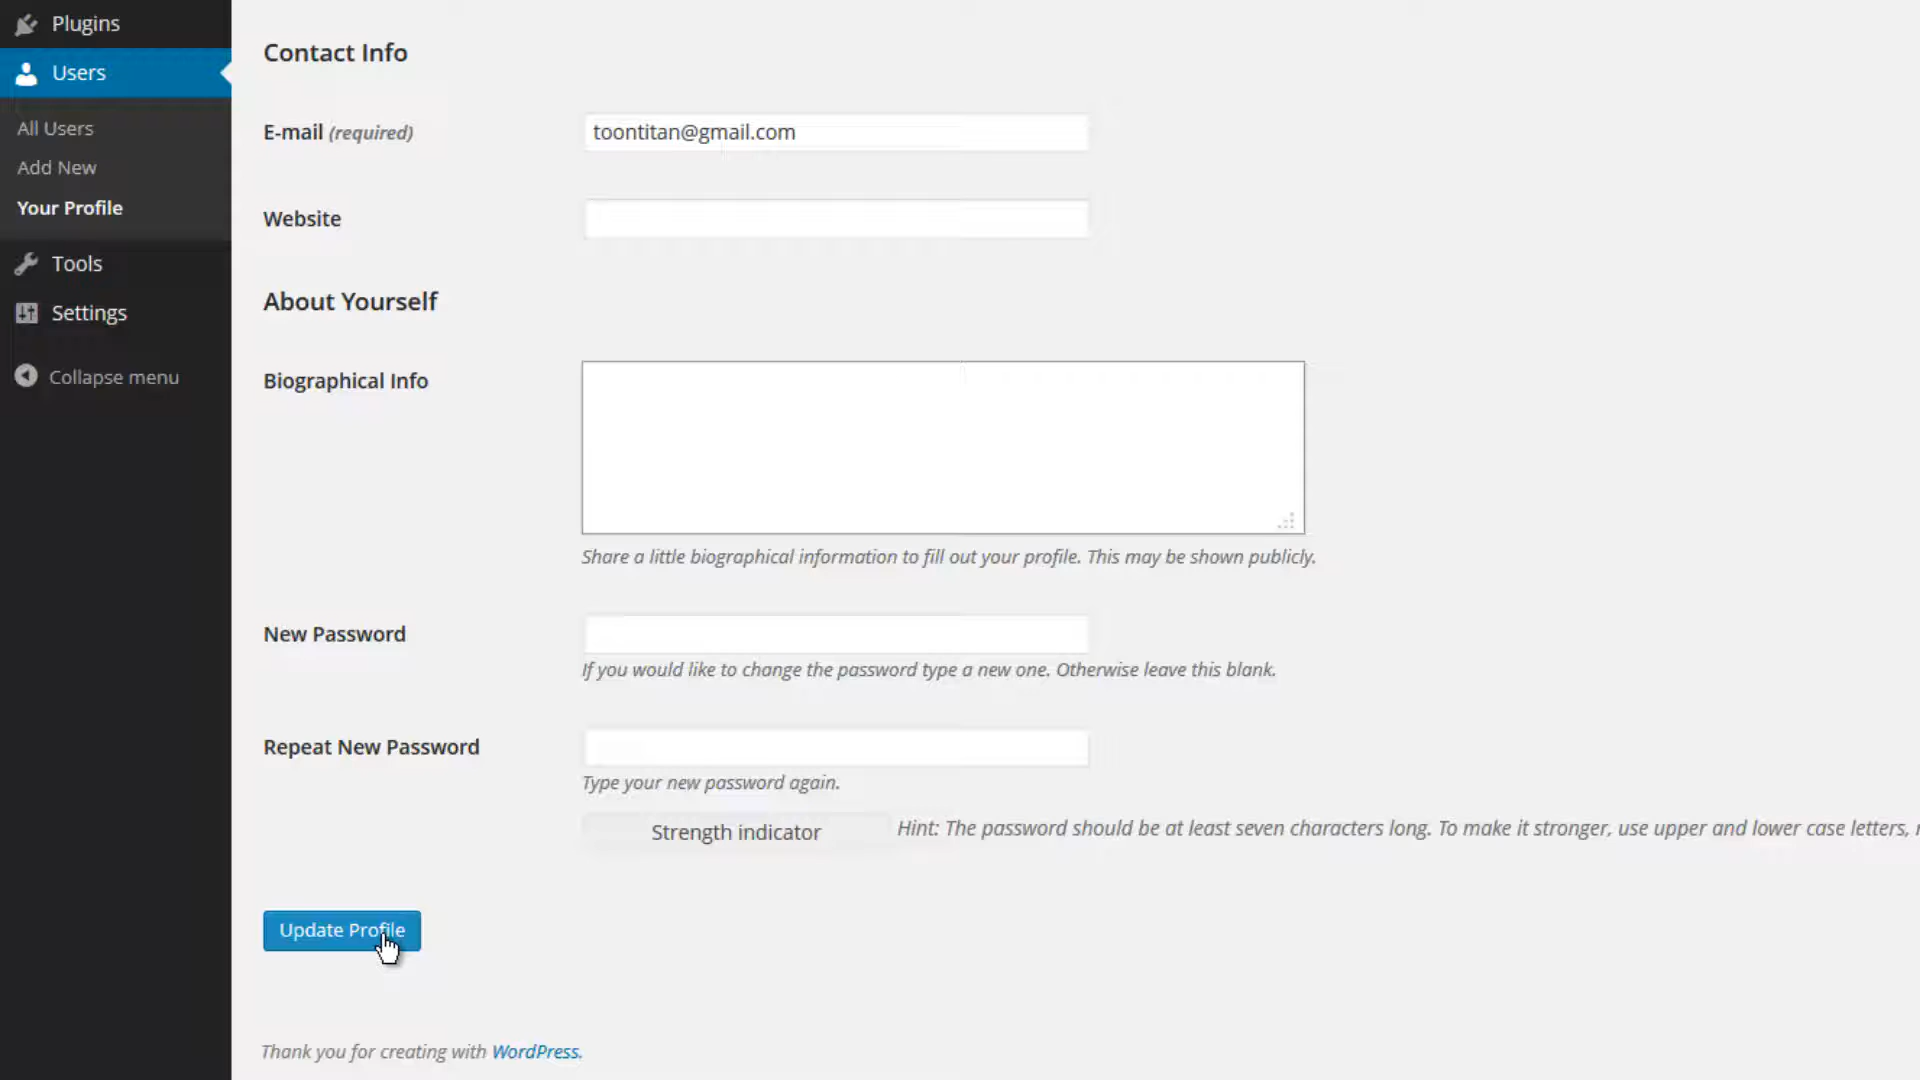 Plugins
Users
All Users
Add New
Your Profile
Tools
Settings
Collapse menu
Contact Info
E-mail (required)
toontitan@gmail.com
Website
About Yourself
Biographical Info
Share a little biographical information to fill out your profile. This may be shown publicly.
New Password
If you would like to change the password type a new one. Otherwise leave this blank.
Repeat New Password
Type your new password again.
Strength indicator
Hint: The password should be at least seven characters long. To make it stronger, use upper and lower case letters,
Update Profile
Thank you for creating with WordPress.